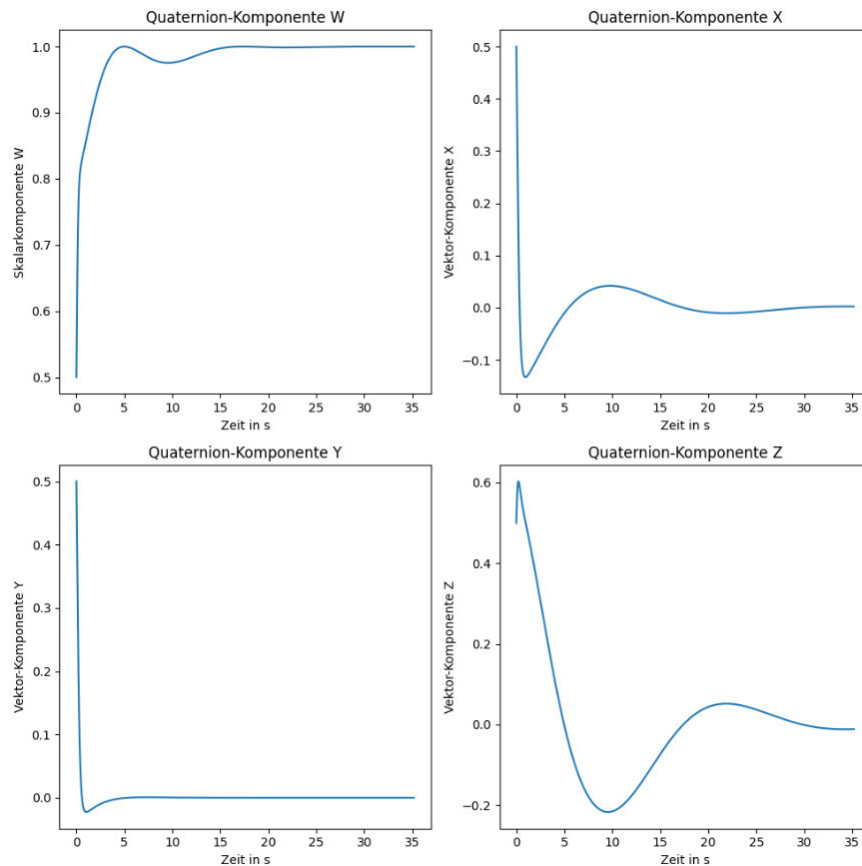 Quaternion-Komponente W
Skalarkomponente W
1.0
0.9
0.8
0.7
0.6
0.5
0 5 10 15 20 25 30 35
Zeit in s
Quaternion-Komponente X
Vektor-Komponente X
0.5
0.4
0.3
0.2
0.1
0.0
−0.1
0 5 10 15 20 25 30 35
Zeit in s
Quaternion-Komponente Y
Vektor-Komponente Y
0.5
0.4
0.3
0.2
0.1
0.0
0 5 10 15 20 25 30 35
Zeit in s
Quaternion-Komponente Z
Vektor-Komponente Z
0.6
0.4
0.2
0.0
−0.2
0 5 10 15 20 25 30 35
Zeit in s